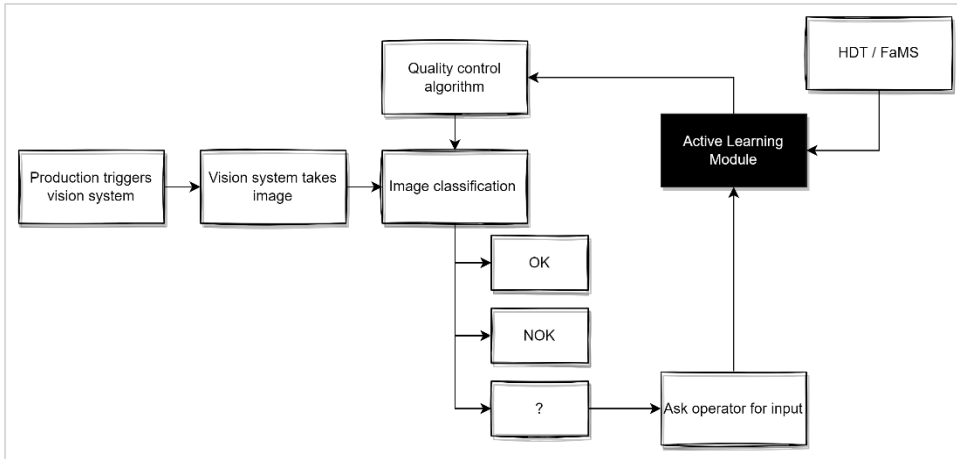 HDT / FaMS
Quality control
algorithm
Active Learning
Module
Production triggers
vision system
Vision system takes
image
Image classification
OK
NOK
?
Ask operator for input